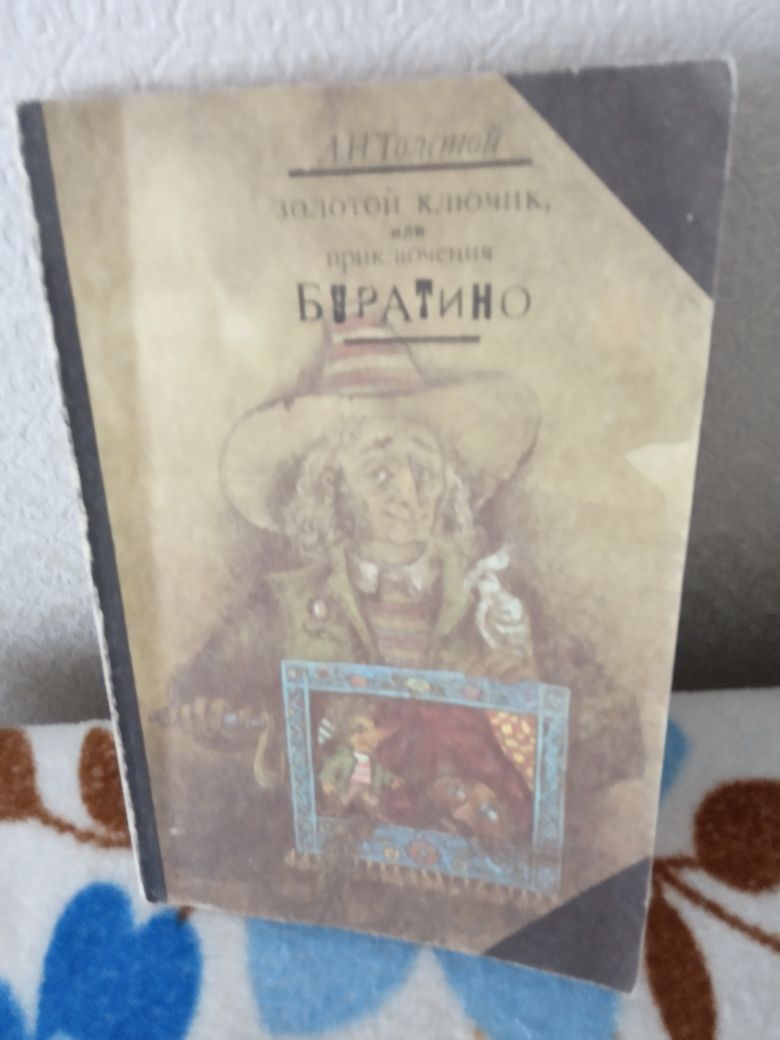 А.Н.Толстой
ЗОЛОТОЙ КЛЮЧИК,
или
приключения
БУРАТИНО